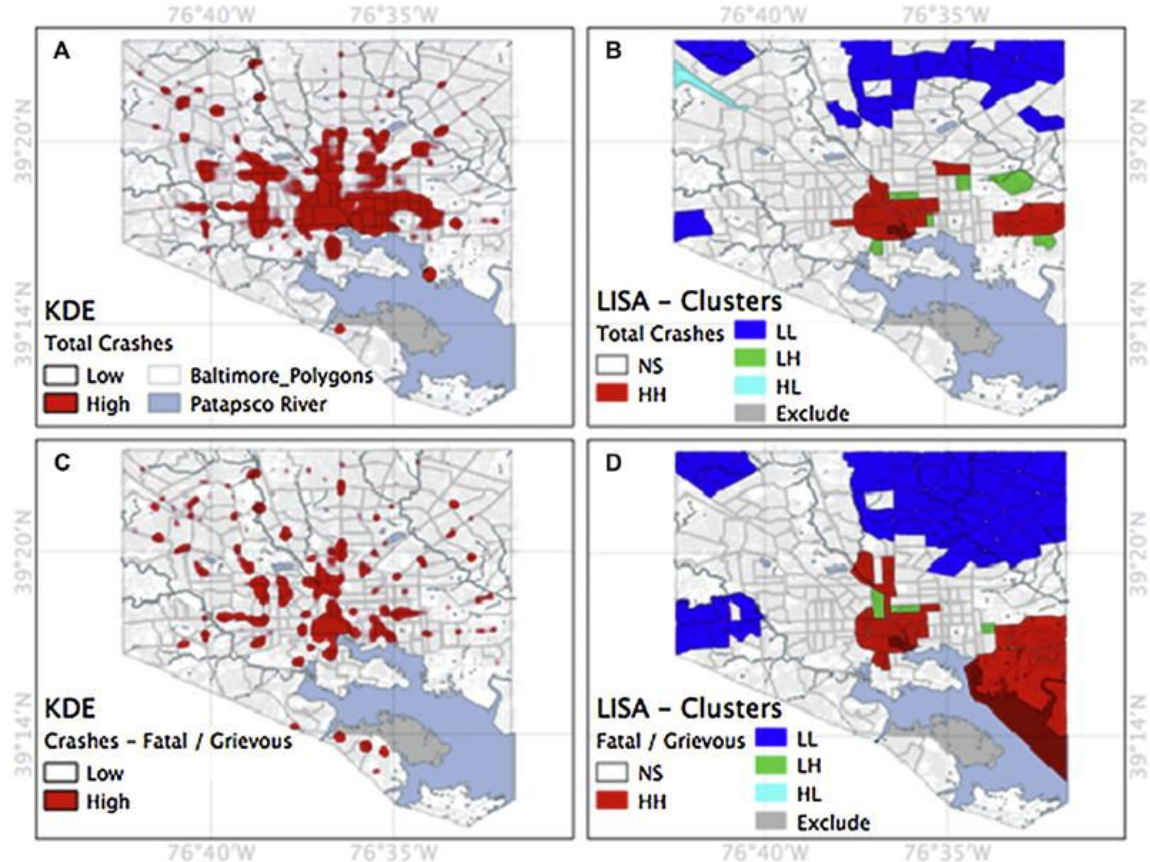 76°40'W 76°35'W 76°40'W 76°35'W
A
B
39°20'N
39°20'N
39°14'N
39°14'N
KDE
Total Crashes
Low Baltimore_Polygons
High Patapsco River
LISA – Clusters
Total Crashes LL
NS LH
HH HL
Exclude
C
D
39°20'N
39°20'N
39°14'N
39°14'N
KDE
Crashes – Fatal / Grievous
Low
High
LISA – Clusters
Fatal / Grievous LL
NS LH
HH HL
Exclude
76°40'W 76°35'W 76°40'W 76°35'W